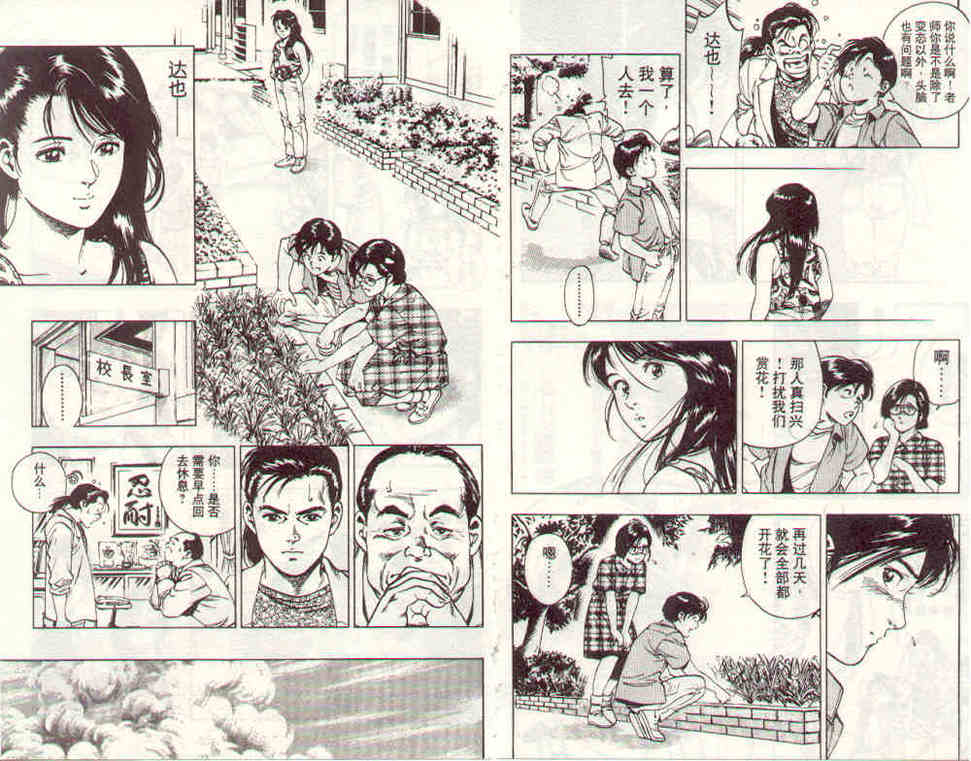 你说什么啊!老
师你是不是除了
变态以外,头脑
也有问题啊?
达也~~!
算了!
我一个
人去!
…………
啊……
那人真扫兴
!打扰我们
赏花!
再过几天,
就会全部都
开花了!
嗯……
达也——
校長室
…………
你……是否
需要早点回
去休息?
忍
耐
什么…